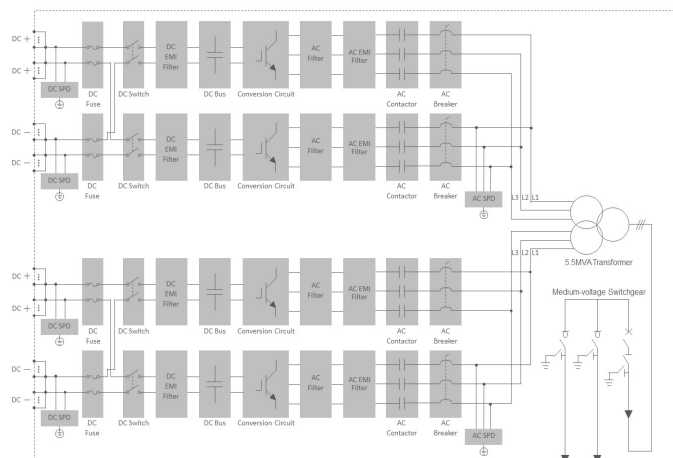 DC +
DC +
DC SPD
DC Fuse
DC Switch
DC EMI Filter
DC Bus
Conversion Circuit
AC Filter
AC EMI Filter
AC Contactor
AC Breaker
DC −
DC −
DC SPD
DC Fuse
DC Switch
DC EMI Filter
DC Bus
Conversion Circuit
AC Filter
AC EMI Filter
AC Contactor
AC Breaker
AC SPD
L3 L2 L1
L3 L2 L1
5.5MVA Transformer
Medium-voltage Switchgear
DC +
DC +
DC SPD
DC Fuse
DC Switch
DC EMI Filter
DC Bus
Conversion Circuit
AC Filter
AC EMI Filter
AC Contactor
AC Breaker
DC −
DC −
DC SPD
DC Fuse
DC Switch
DC EMI Filter
DC Bus
Conversion Circuit
AC Filter
AC EMI Filter
AC Contactor
AC Breaker
AC SPD